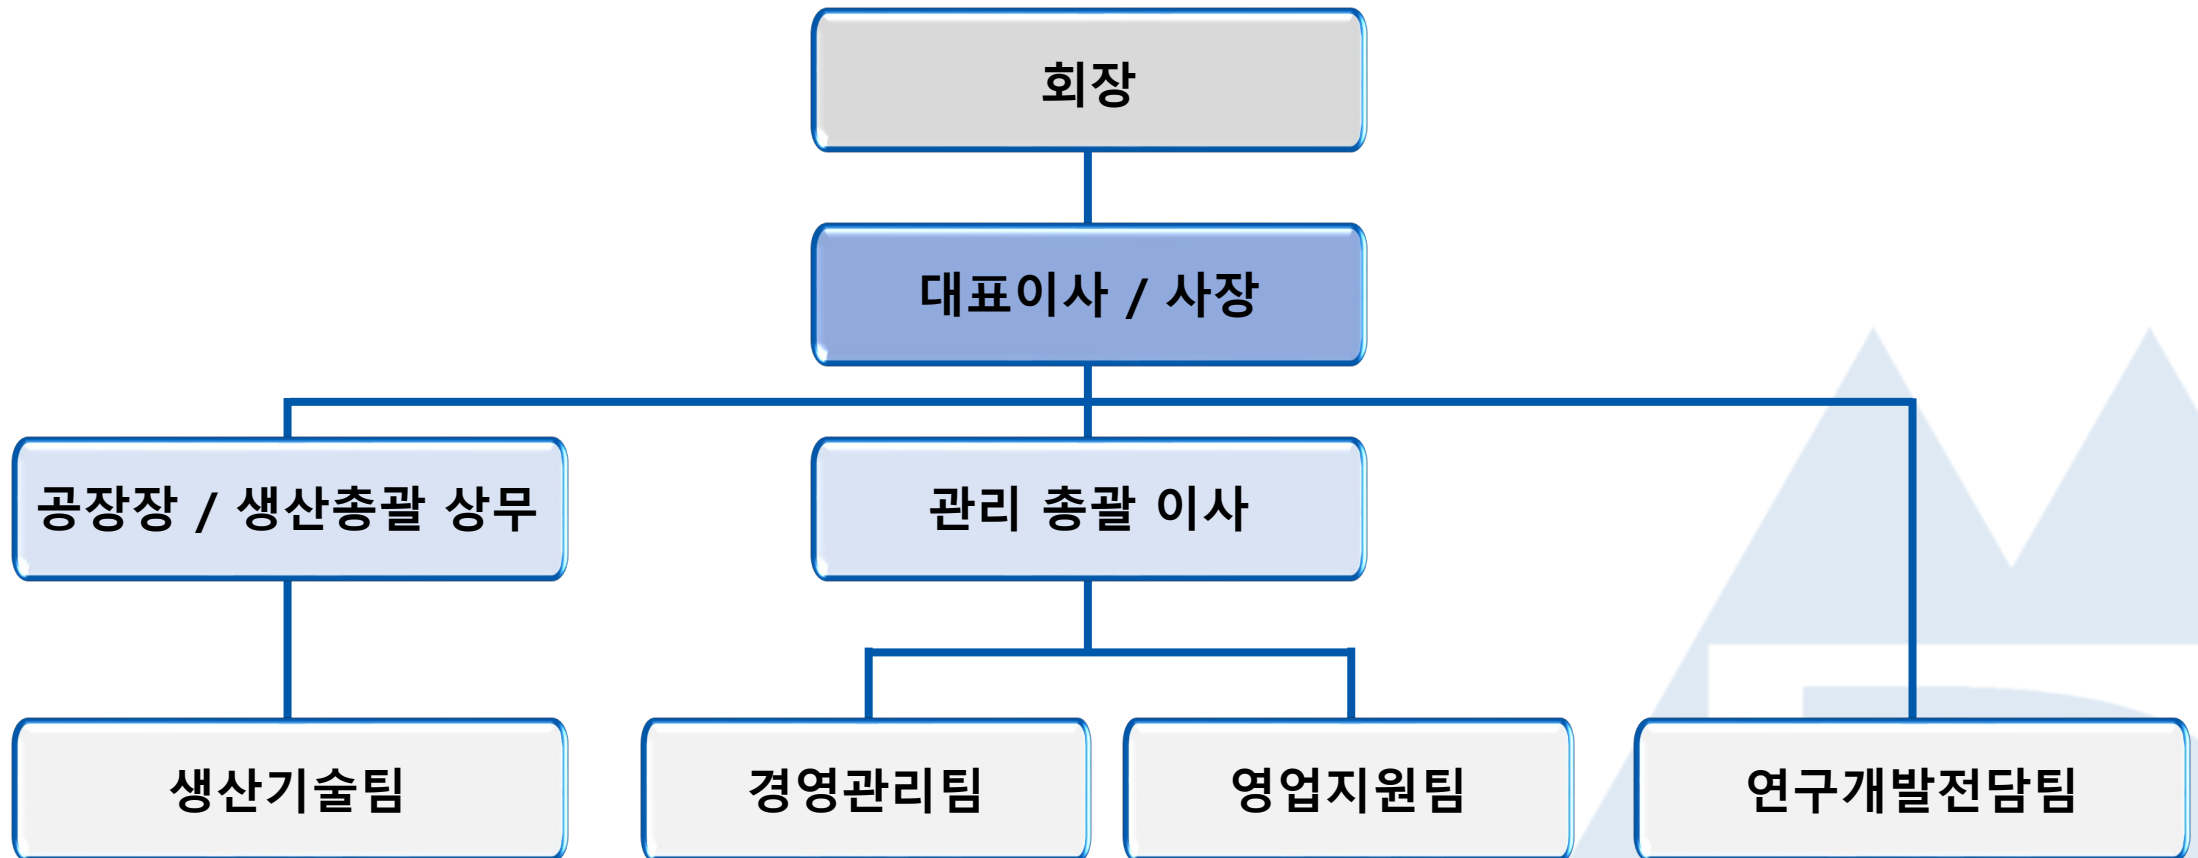 회장
대표이사 / 사장
공장장 / 생산총괄 상무
관리 총괄 이사
생산기술팀
경영관리팀
영업지원팀
연구개발전담팀